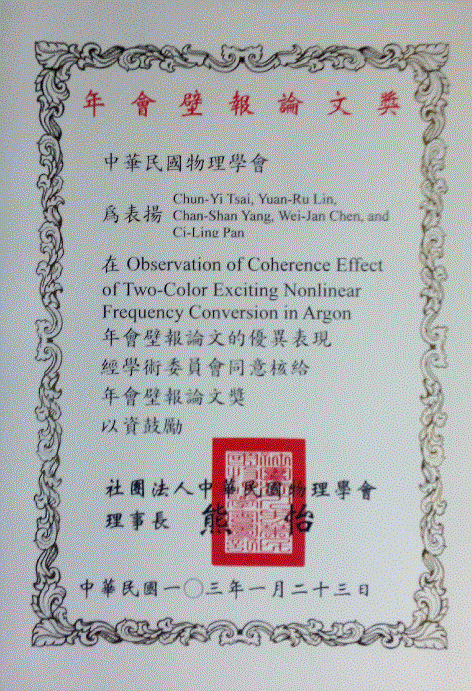 年會壁報論文獎
中華民國物理學會
為表揚 Chun-Yi Tsai, Yuan-Ru Lin,
Chan-Shan Yang, Wei-Jan Chen, and
Ci-Ling Pan
在 Observation of Coherence Effect
of Two-Color Exciting Nonlinear
Frequency Conversion in Argon
年會壁報論文的優異表現
經學術委員會同意核給
年會壁報論文獎
以資鼓勵
社團法人中華民國物理學會
理事長 熊 怡
中華民國一〇三年一月二十三日